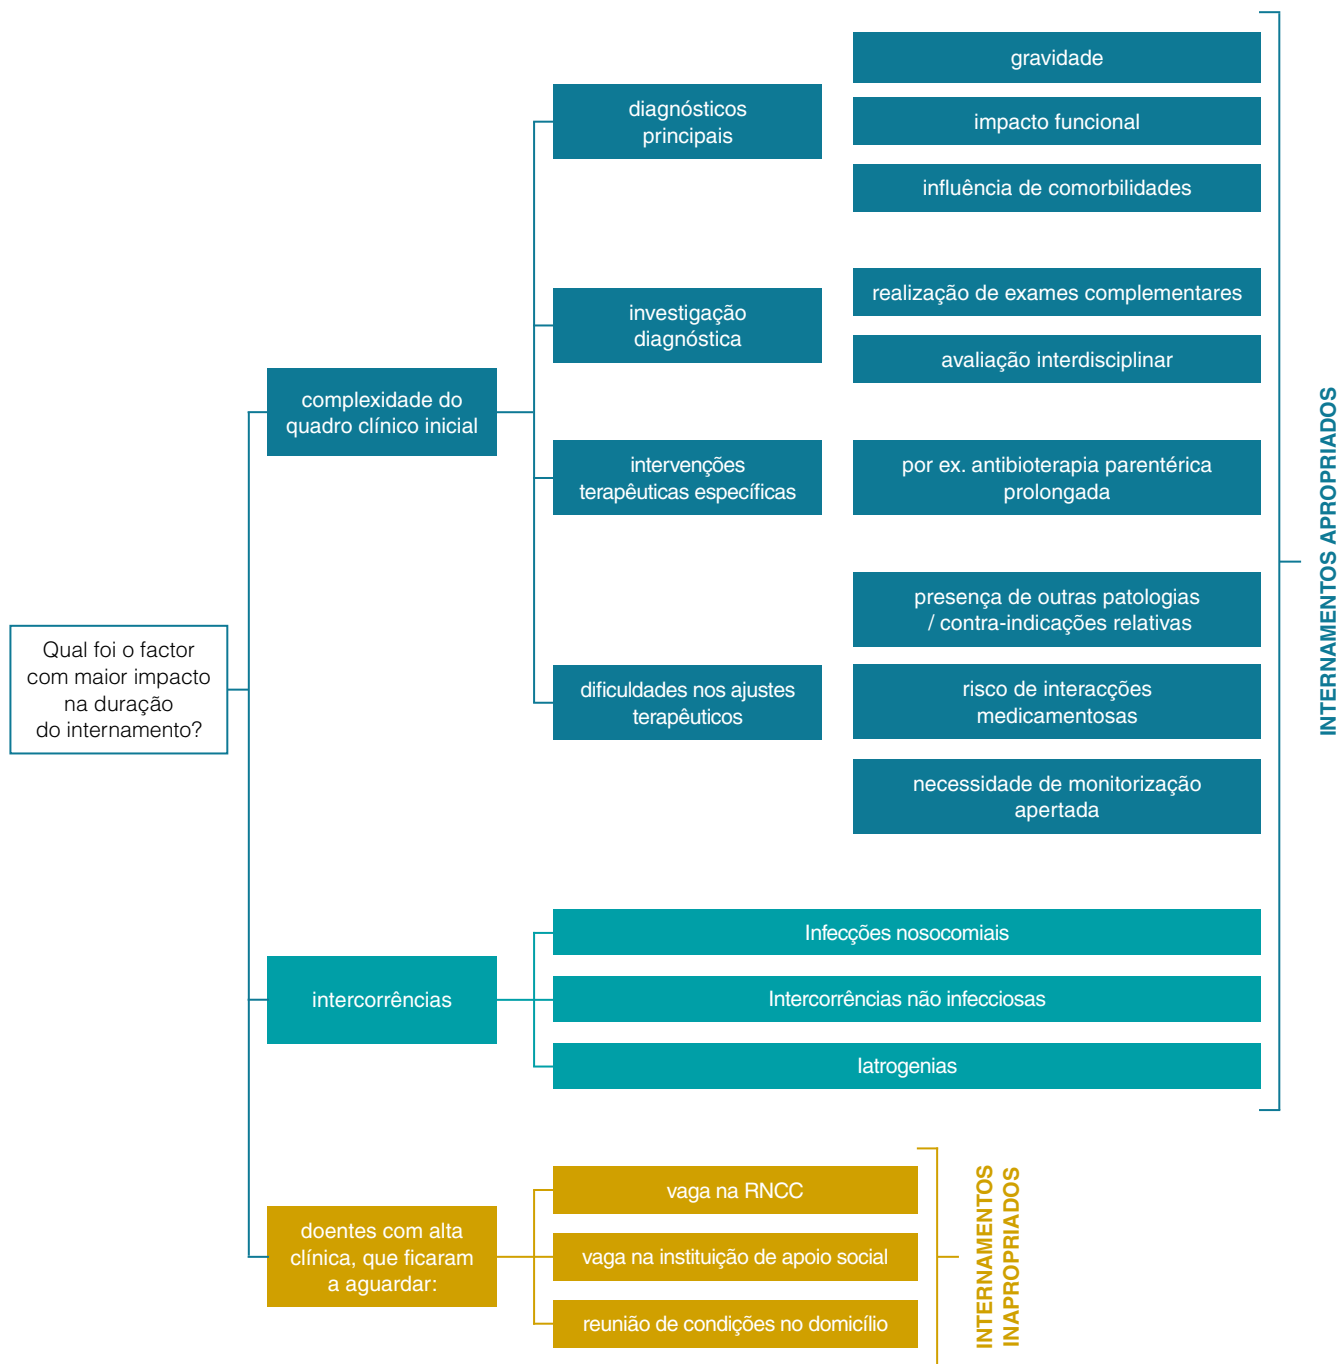 Qual foi o factor
com maior impacto
na duração
do internamento?
complexidade do
quadro clínico inicial
diagnósticos
principais
gravidade
impacto funcional
influência de comorbilidades
investigação
diagnóstica
realização de exames complementares
avaliação interdisciplinar
intervenções
terapêuticas específicas
por ex. antibioterapia parentérica
prolongada
dificuldades nos ajustes
terapêuticos
presença de outras patologias
/ contra-indicações relativas
risco de interacções
medicamentosas
necessidade de monitorização
apertada
intercorrências
Infecções nosocomiais
Intercorrências não infecciosas
Iatrogenias
INTERNAMENTOS APROPRIADOS
doentes com alta
clínica, que ficaram
a aguardar:
vaga na RNCC
vaga na instituição de apoio social
reunião de condições no domicílio
INTERNAMENTOS
INAPROPRIADOS